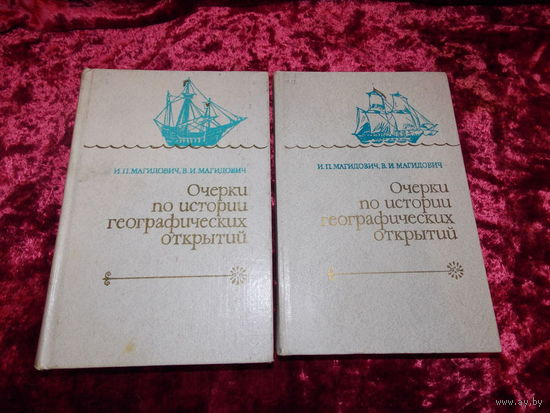 И.П.МАГИДОВИЧ, В.И.МАГИДОВИЧ
Очерки
по истории
географических
открытий
И.П.МАГИДОВИЧ, В.И.МАГИДОВИЧ
Очерки
по истории
географических
открытий
www.ay.by